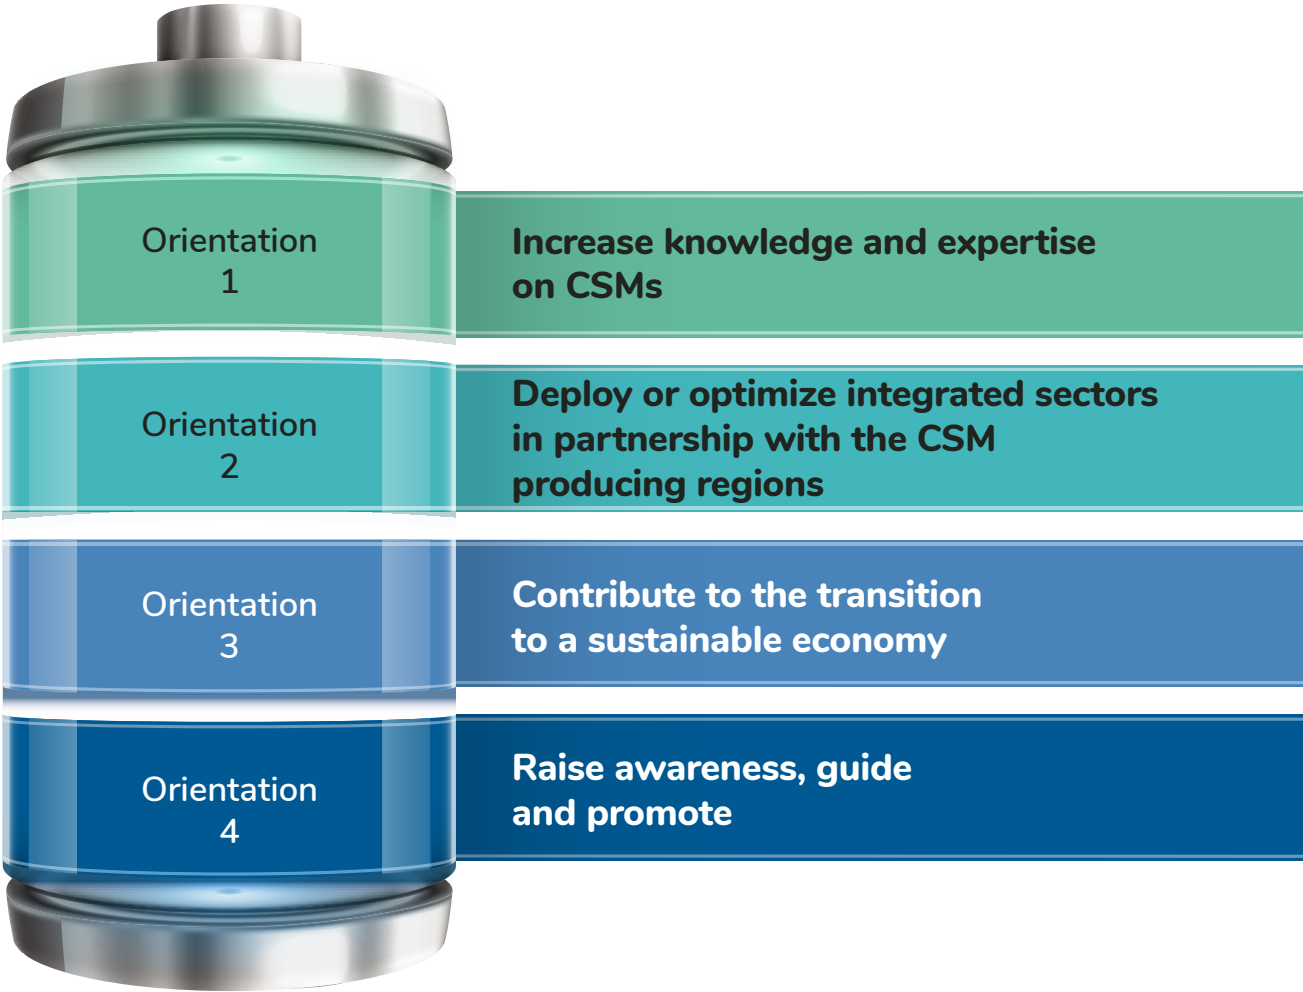 Orientation
1
Increase knowledge and expertise
on CSMs
Orientation
2
Deploy or optimize integrated sectors
in partnership with the CSM
producing regions
Orientation
3
Contribute to the transition
to a sustainable economy
Orientation
4
Raise awareness, guide
and promote